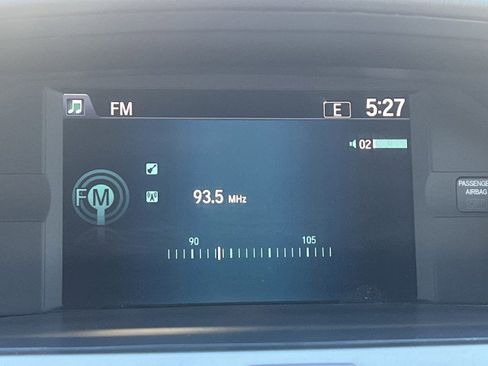 FM E 5:27
02
FM
93.5 MHz
90 105
PASSENGER
AIRBAG